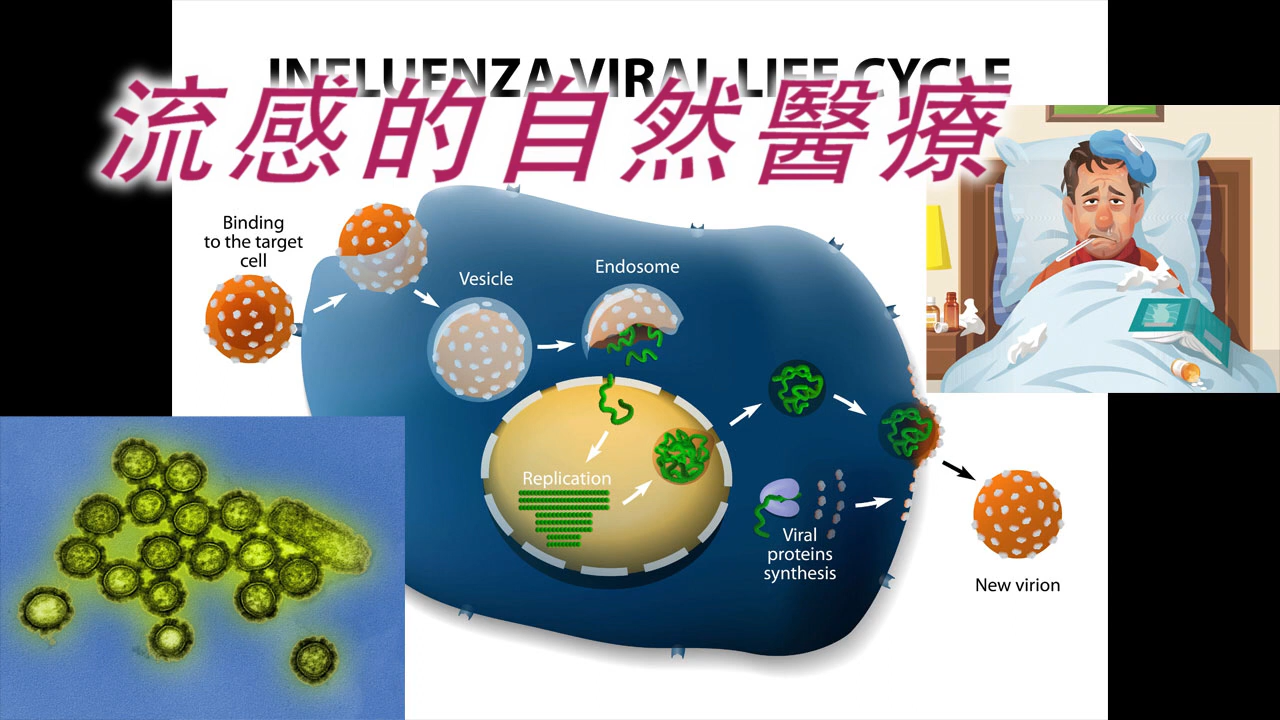 INFLUENZA VIRAL LIFE CYCLE
流感的自然醫療
Binding
to the target
cell
Vesicle
Endosome
Replication
Viral
proteins
synthesis
New virion